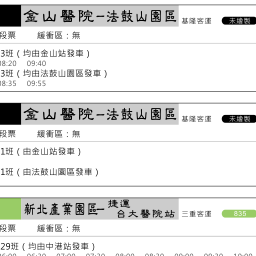 金山醫院－法鼓山園區 基隆客運 未繪製
段票 緩衝區：無
3班（均由金山站發車）
08:20 09:40
3班（均由法鼓山園區發車）
08:35 09:55
金山醫院－法鼓山園區 基隆客運 未繪製
段票 緩衝區：無
1班（由金山站發車）
1班（由法鼓山園區發車）
新北產業園區－捷運台大醫院站 三重客運 835
段票 緩衝區：無
29班（均由中港站發車）